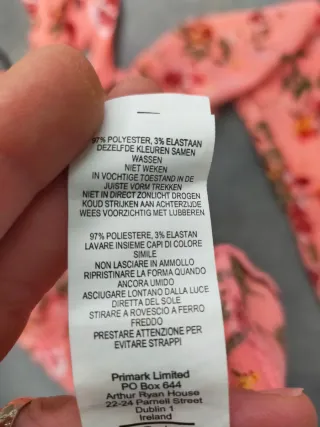 97% POLYESTER, 3% ELASTAAN
DEZELFDE KLEUREN SAMEN
WASSEN
NIET WEKEN
IN VOCHTIGE TOESTAND IN DE
JUISTE VORM TREKKEN
NIET IN DIRECT ZONLICHT DROGEN
KOUD STRIJKEN AAN ACHTERZIJDE
WEES VOORZICHTIG MET LUBBEREN
97% POLIESTERE, 3% ELASTAN
LAVARE INSIEME CAPI DI COLORE
SIMILE
NON LASCIARE IN AMMOLLO
RIPRISTINARE LA FORMA QUANDO
ANCORA UMIDO
ASCIUGARE LONTANO DALLA LUCE
DIRETTA DEL SOLE
STIRARE A ROVESCIO A FERRO
FREDDO
PRESTARE ATTENZIONE PER
EVITARE STRAPPI
Primark Limited
PO Box 644
Arthur Ryan House
22-24 Parnell Street
Dublin 1
Ireland